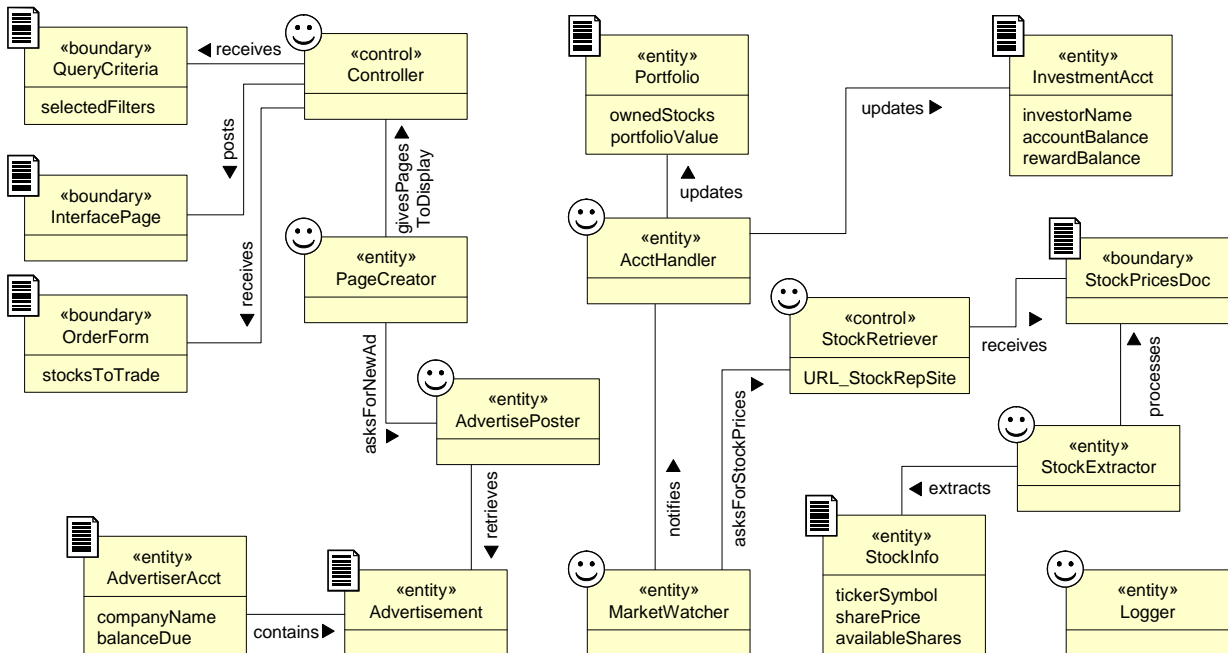 «boundary»
QueryCriteria
selectedFilters
receives
«control»
Controller
«entity»
Portfolio
ownedStocks
portfolioValue
«entity»
InvestmentAcct
investorName
accountBalance
rewardBalance
updates
posts
«boundary»
InterfacePage
givesPages
ToDisplay
updates
receives
«entity»
PageCreator
«entity»
AcctHandler
«boundary»
StockPricesDoc
«boundary»
OrderForm
stocksToTrade
«control»
StockRetriever
URL_StockRepSite
receives
processes
asksForNewAd
«entity»
AdvertisePoster
asksForStockPrices
«entity»
StockExtractor
retrieves
notifies
extracts
«entity»
AdvertiserAcct
companyName
balanceDue
contains
«entity»
Advertisement
«entity»
MarketWatcher
«entity»
StockInfo
tickerSymbol
sharePrice
availableShares
«entity»
Logger